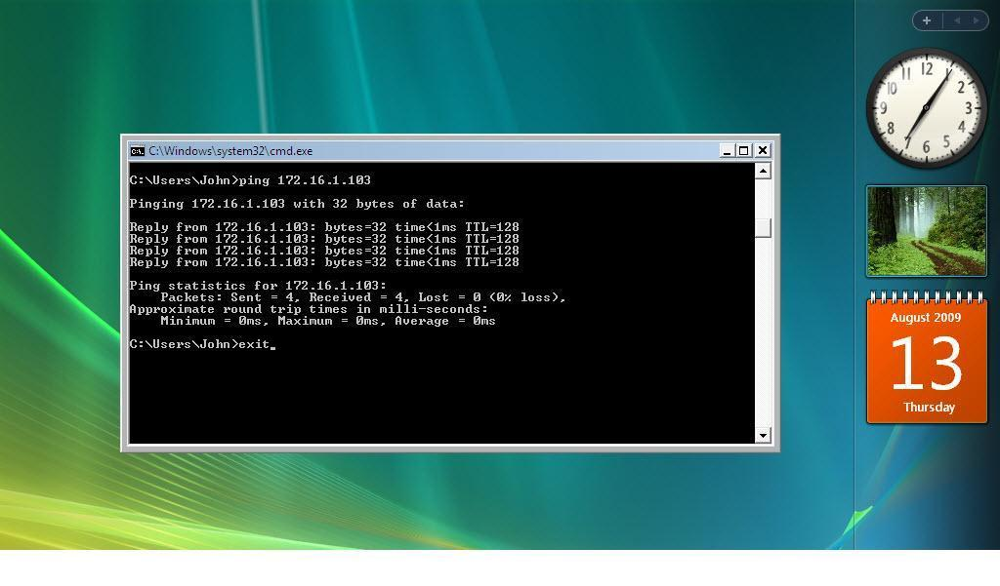 C:\Windows\system32\cmd.exe
C:\Users\John>ping 172.16.1.103
Pinging 172.16.1.103 with 32 bytes of data:
Reply from 172.16.1.103: bytes=32 time<1ms TTL=128
Reply from 172.16.1.103: bytes=32 time<1ms TTL=128
Reply from 172.16.1.103: bytes=32 time<1ms TTL=128
Reply from 172.16.1.103: bytes=32 time<1ms TTL=128
Ping statistics for 172.16.1.103:
    Packets: Sent = 4, Received = 4, Lost = 0 (0% loss),
Approximate round trip times in milli-seconds:
    Minimum = 0ms, Maximum = 0ms, Average = 0ms
C:\Users\John>exit_
12
11
2
10
3
9
4
8
5
6
August 2009
13
Thursday